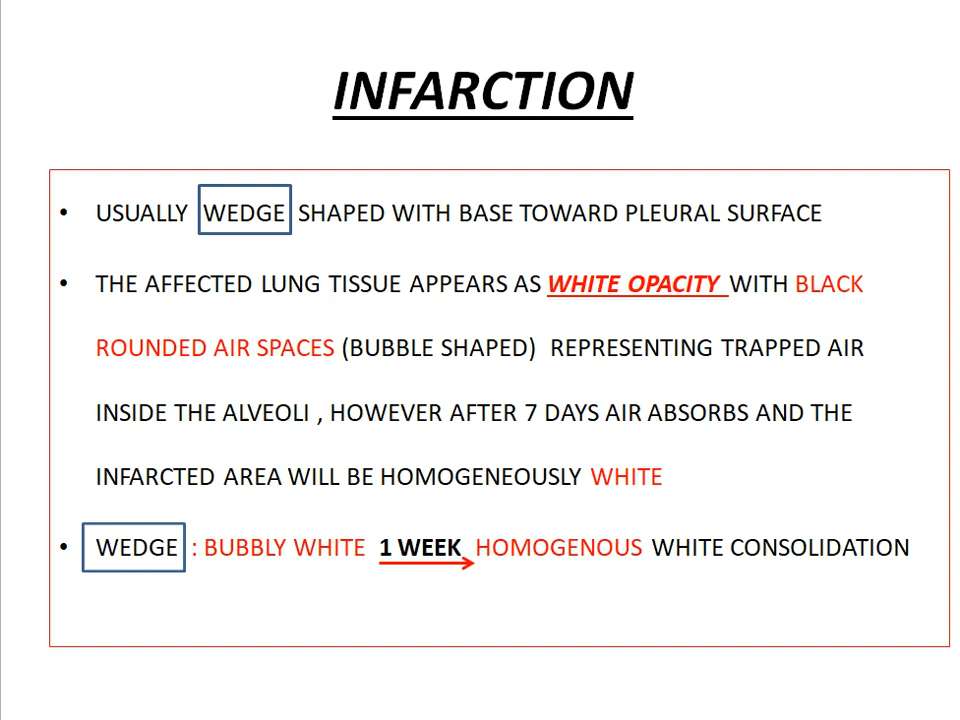 INFARCTION
• USUALLY WEDGE SHAPED WITH BASE TOWARD PLEURAL SURFACE
• THE AFFECTED LUNG TISSUE APPEARS AS WHITE OPACITY WITH BLACK
ROUNDED AIR SPACES (BUBBLE SHAPED) REPRESENTING TRAPPED AIR
INSIDE THE ALVEOLI , HOWEVER AFTER 7 DAYS AIR ABSORBS AND THE
INFARCTED AREA WILL BE HOMOGENEOUSLY WHITE
• WEDGE : BUBBLY WHITE 1 WEEK HOMOGENOUS WHITE CONSOLIDATION